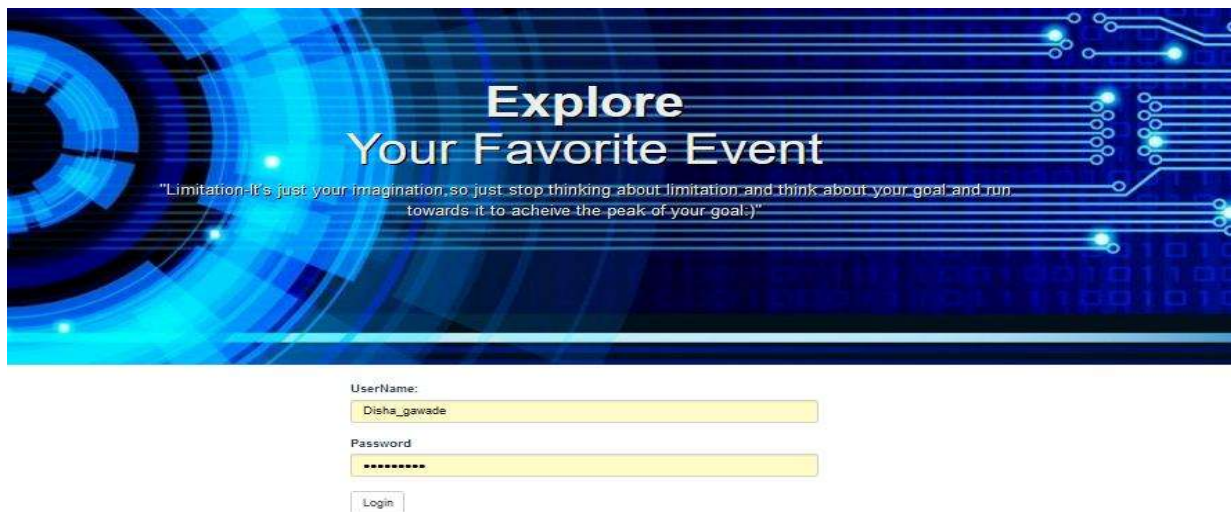 Explore
Your Favorite Event
"Limitation-It's just your imagination,so just stop thinking about limitation and think about your goal and run
towards it to acheive the peak of your goal:)"
UserName:
Disha_gawade
Password
•••••••••
Login